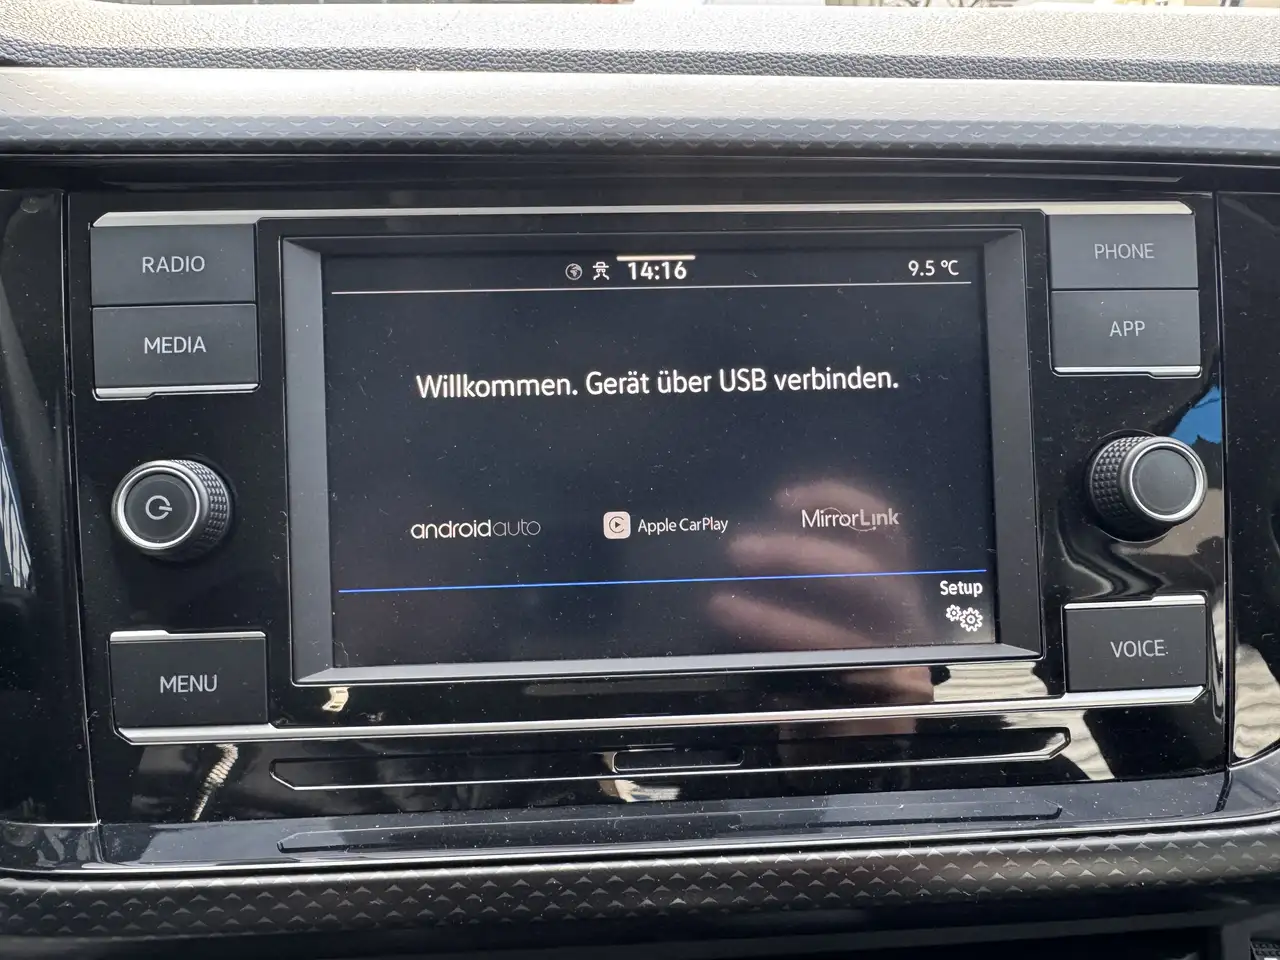 RADIO
MEDIA
MENU
14:16
9.5 °C
Willkommen. Gerät über USB verbinden.
androidauto
Apple CarPlay
MirrorLink
Setup
PHONE
APP
VOICE